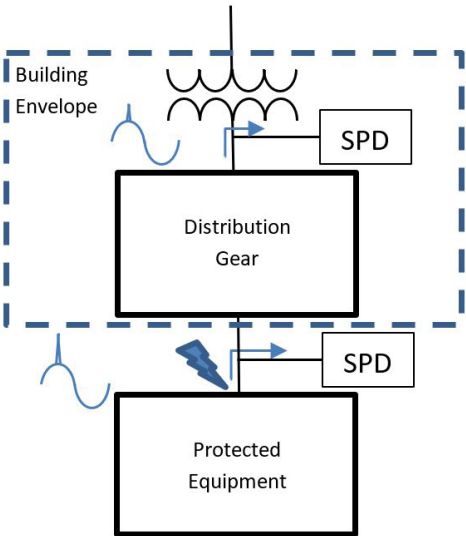 Building
Envelope
SPD
Distribution
Gear
SPD
Protected
Equipment